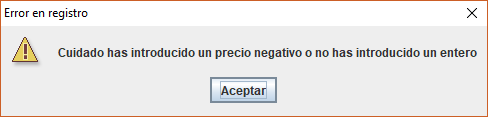 Error en registro
Cuidado has introducido un precio negativo o no has introducido un entero
Aceptar